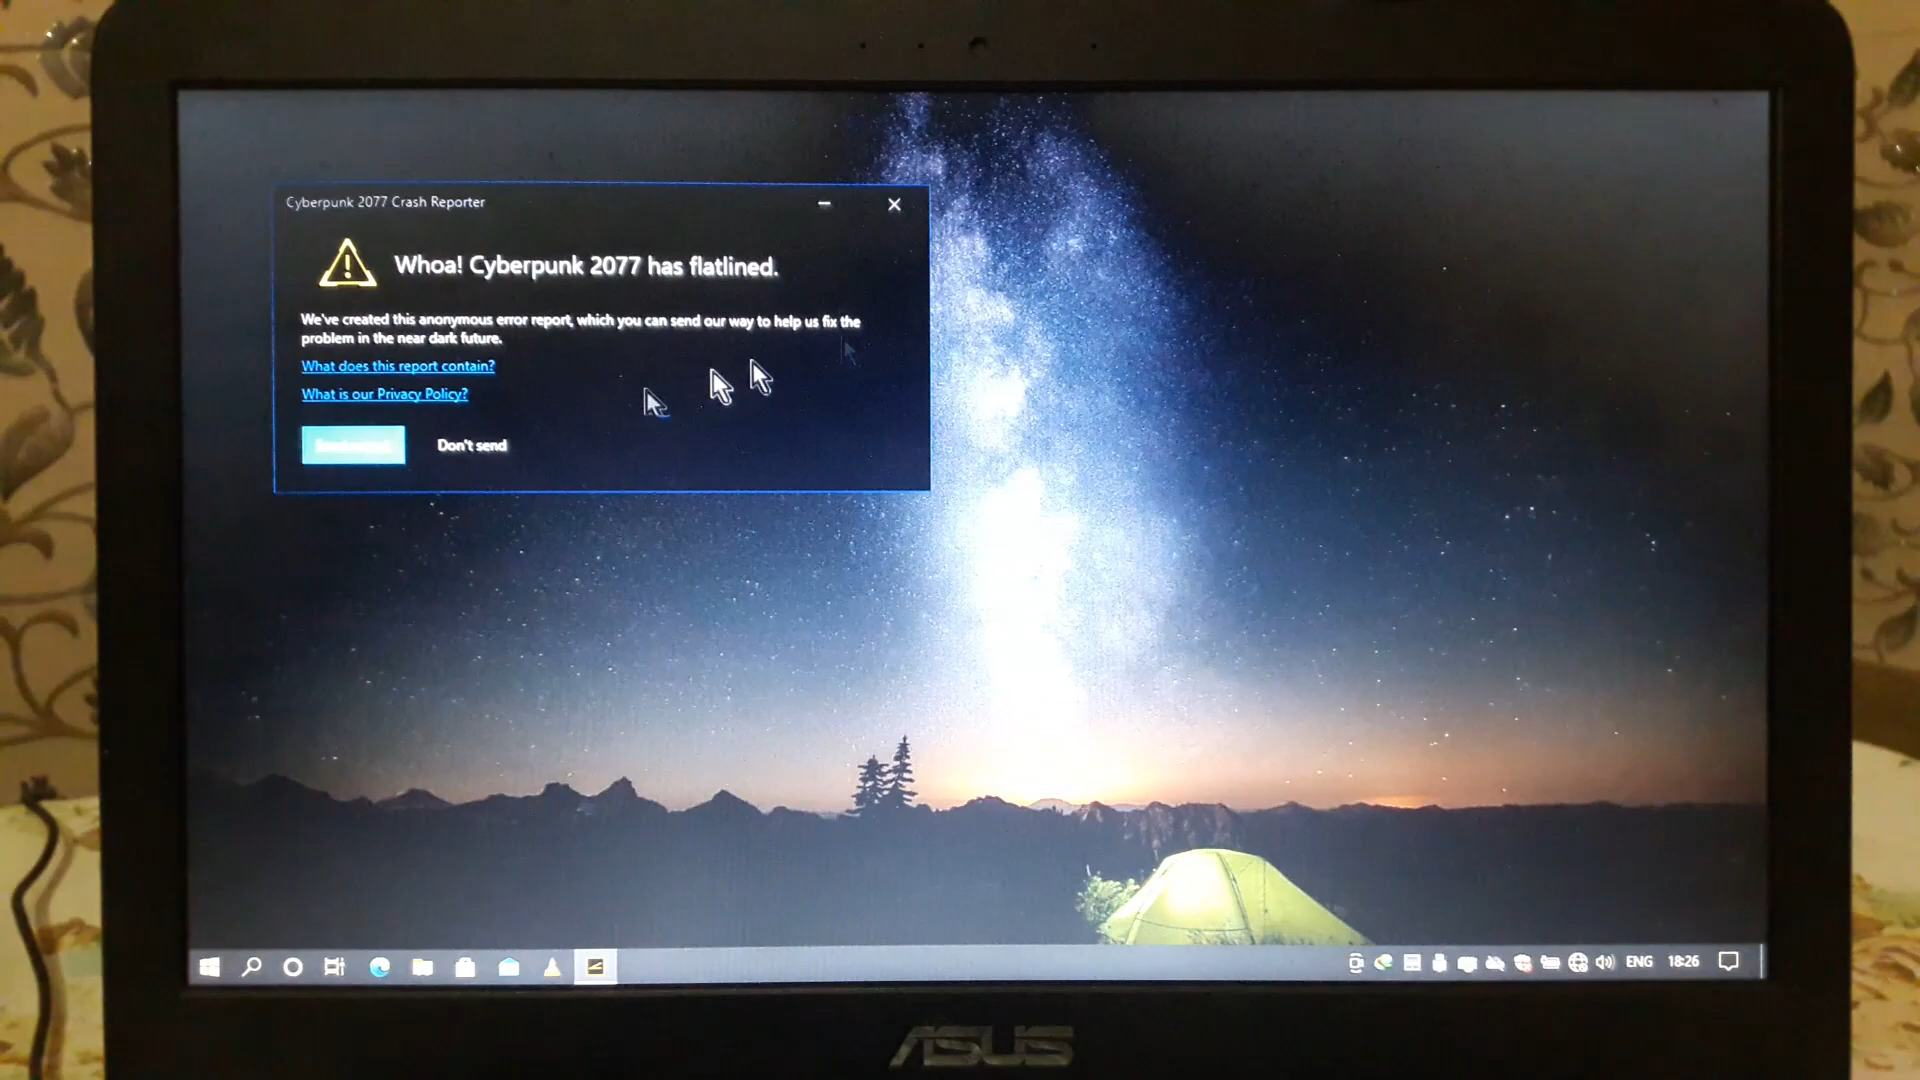 Cyberpunk 2077 Crash Reporter
Whoa! Cyberpunk 2077 has flatlined.
We've created this anonymous error report, which you can send our way to help us fix the
problem in the near dark future.
What does this report contain?
What is our Privacy Policy?
Don't send
ENG 18:26
ASUS